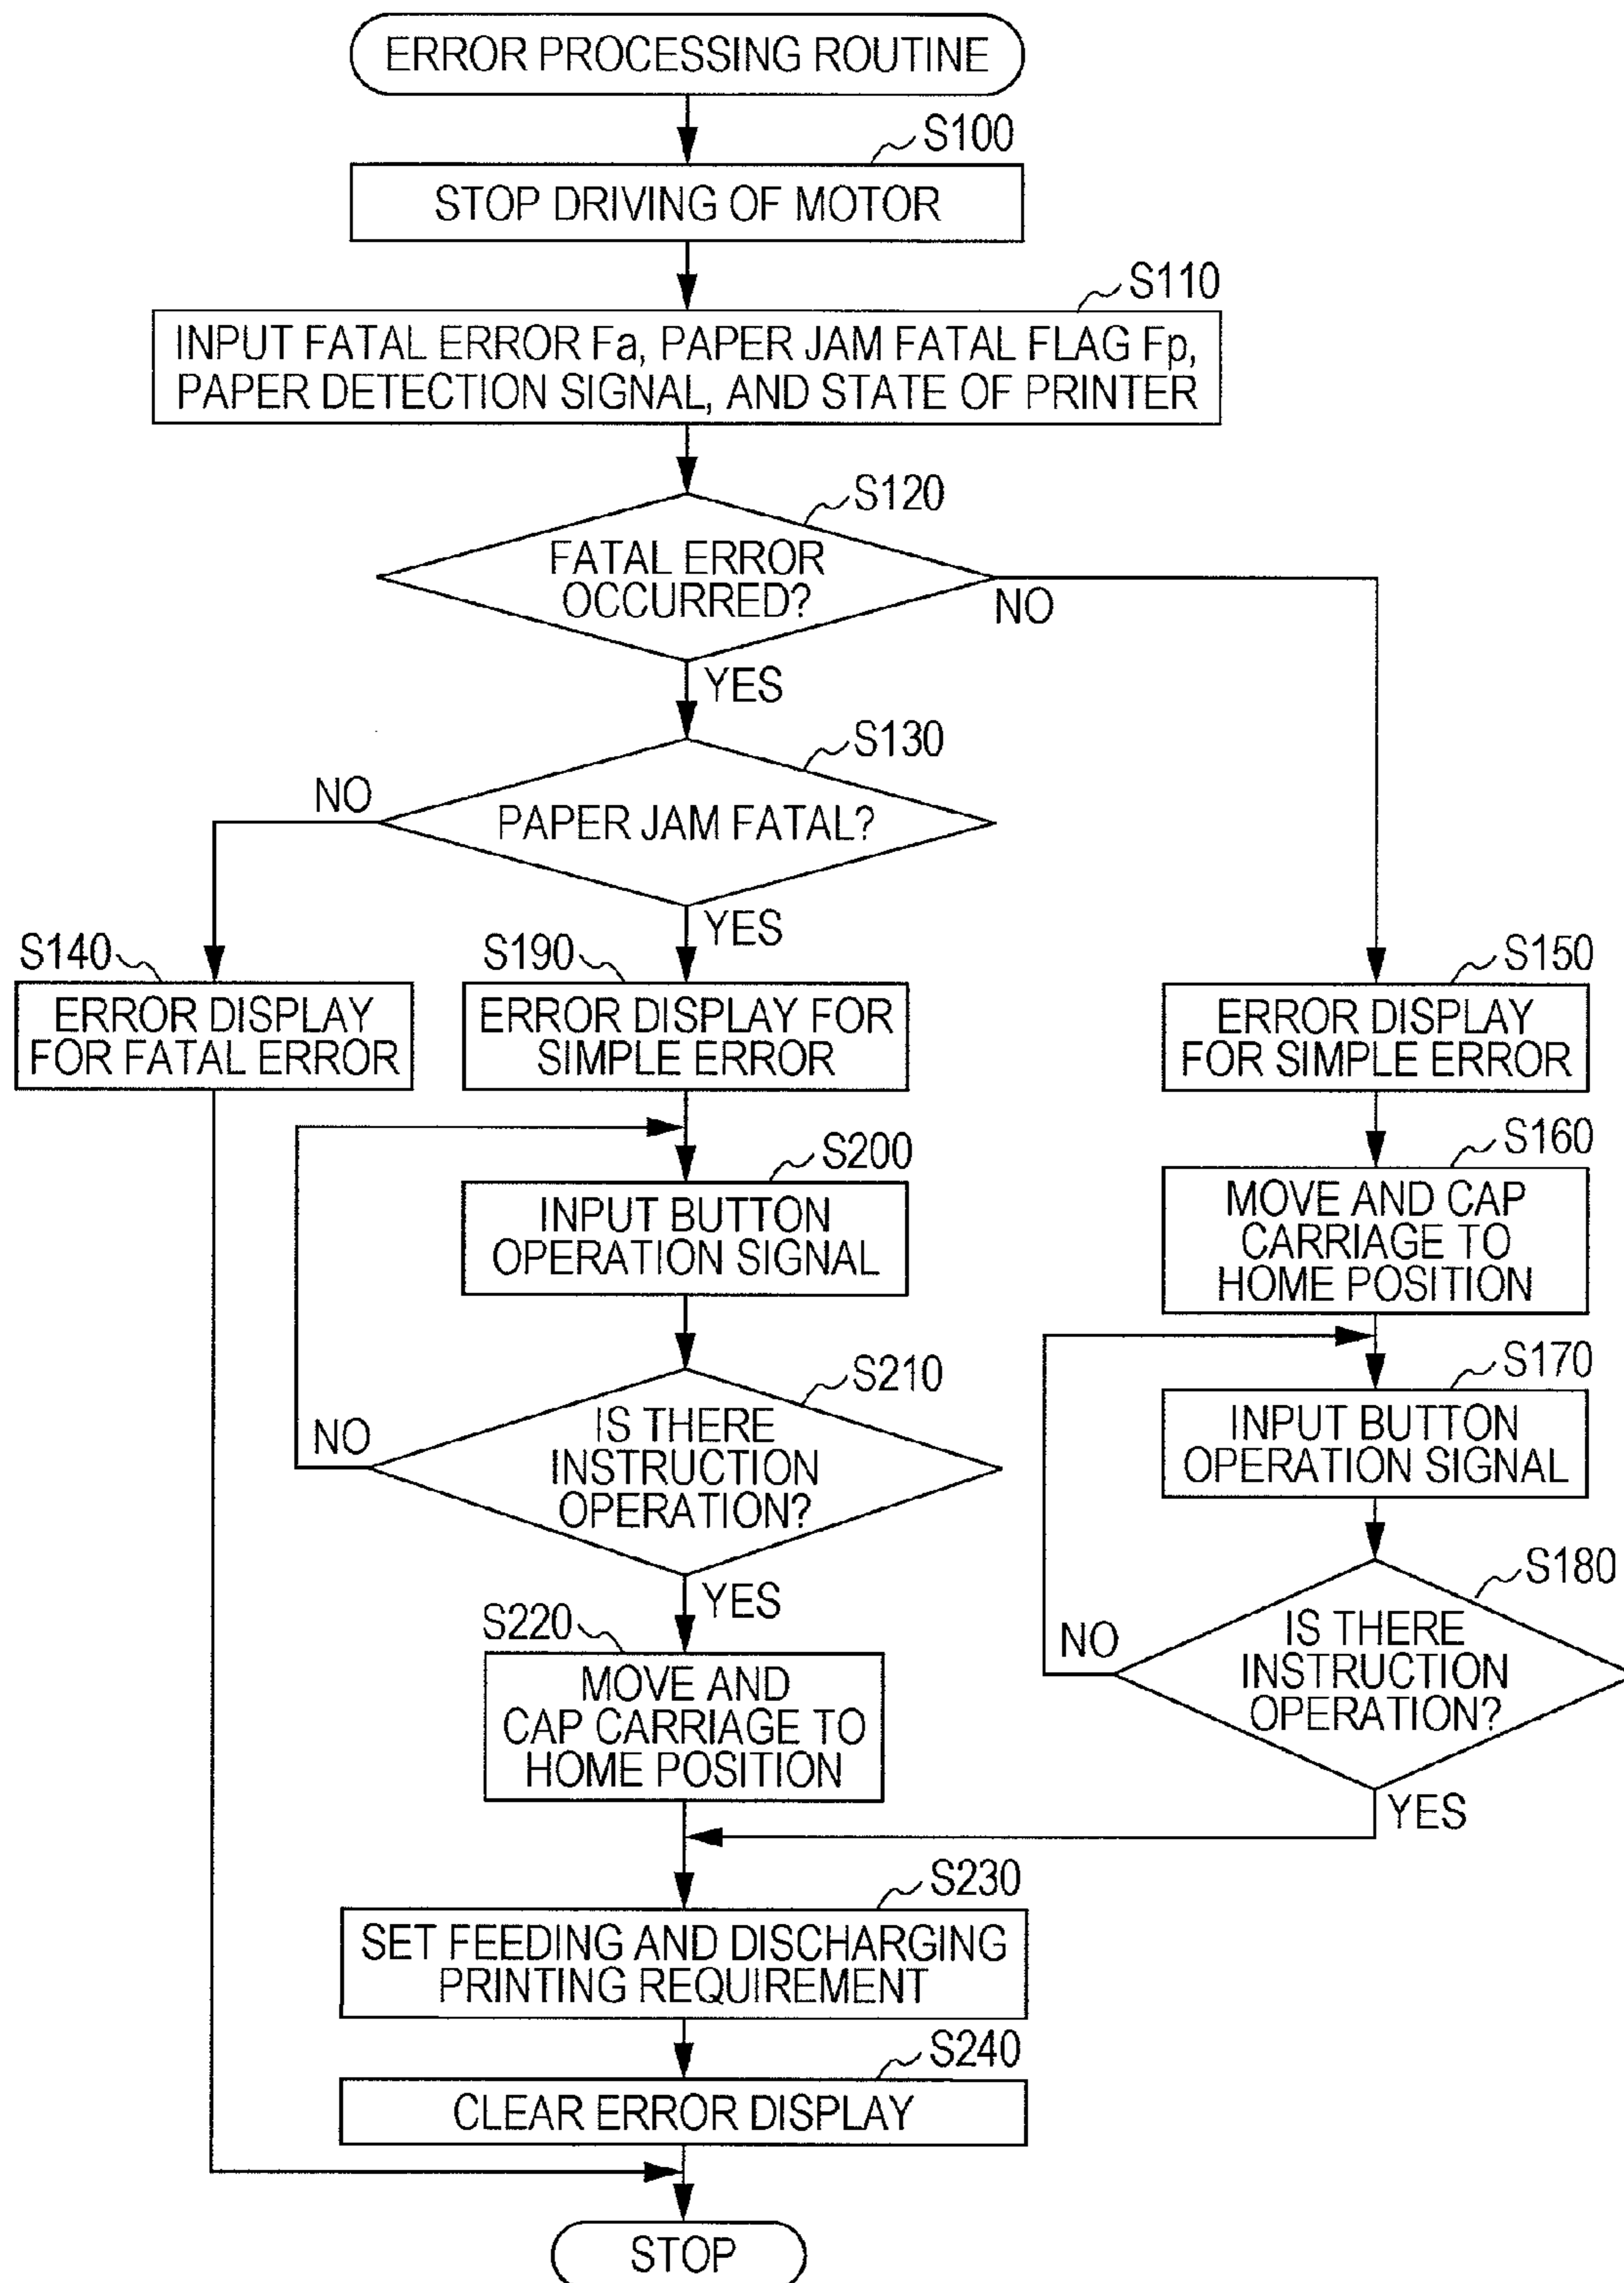 ERROR PROCESSING ROUTINE
S100
STOP DRIVING OF MOTOR
S110
INPUT FATAL ERROR Fa, PAPER JAM FATAL FLAG Fp,
PAPER DETECTION SIGNAL, AND STATE OF PRINTER
S120
FATAL ERROR
OCCURRED?
NO
YES
S130
NO
PAPER JAM FATAL?
YES
S140
ERROR DISPLAY
FOR FATAL ERROR
S190
ERROR DISPLAY FOR
SIMPLE ERROR
S150
ERROR DISPLAY
FOR SIMPLE ERROR
S200
INPUT BUTTON
OPERATION SIGNAL
S160
MOVE AND CAP
CARRIAGE TO
HOME POSITION
S210
NO
IS THERE
INSTRUCTION
OPERATION?
YES
S170
INPUT BUTTON
OPERATION SIGNAL
S180
NO
IS THERE
INSTRUCTION
OPERATION?
YES
S220
MOVE AND
CAP CARRIAGE TO
HOME POSITION
S230
SET FEEDING AND DISCHARGING
PRINTING REQUIREMENT
S240
CLEAR ERROR DISPLAY
STOP